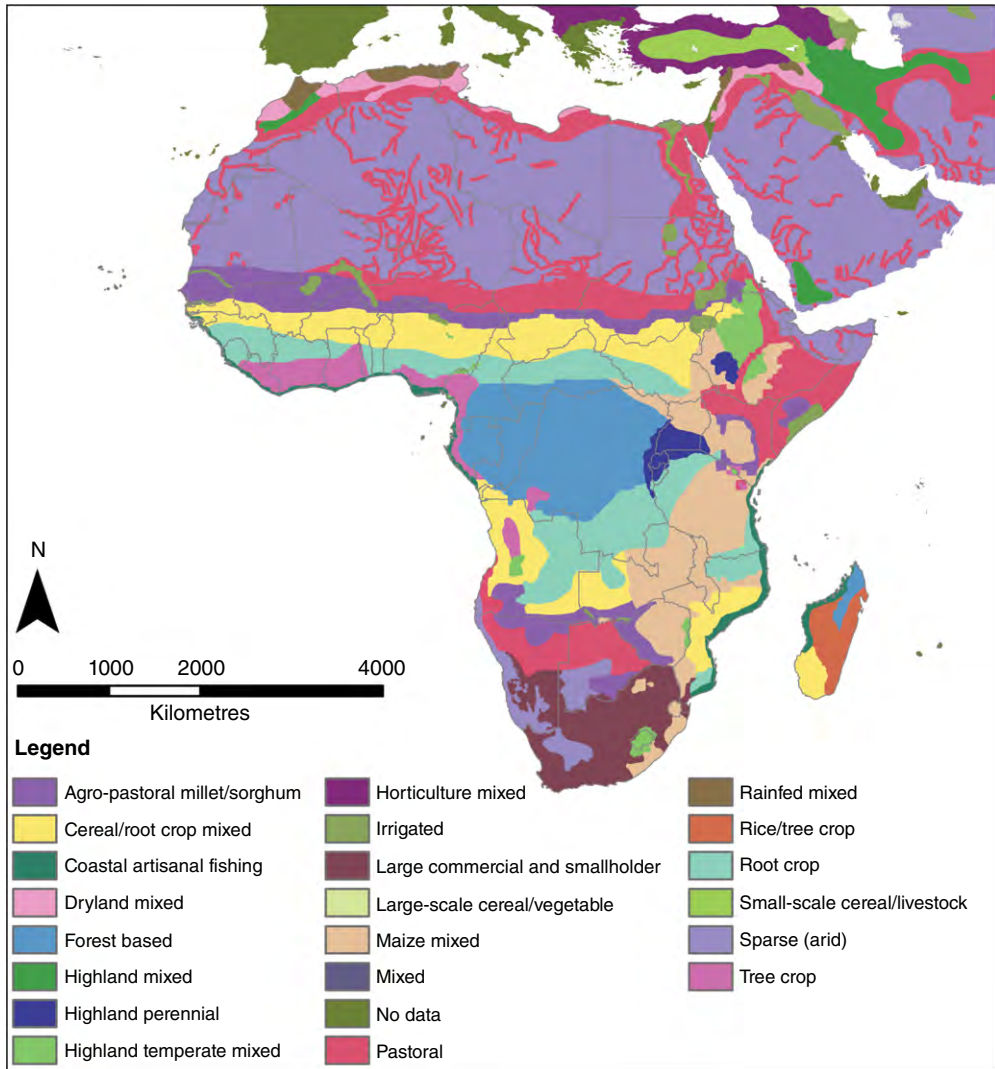 N
0 1000 2000 4000
Kilometres
Legend
Agro-pastoral millet/sorghum
Cereal/root crop mixed
Coastal artisanal fishing
Dryland mixed
Forest based
Highland mixed
Highland perennial
Highland temperate mixed
Horticulture mixed
Irrigated
Large commercial and smallholder
Large-scale cereal/vegetable
Maize mixed
Mixed
No data
Pastoral
Rainfed mixed
Rice/tree crop
Root crop
Small-scale cereal/livestock
Sparse (arid)
Tree crop